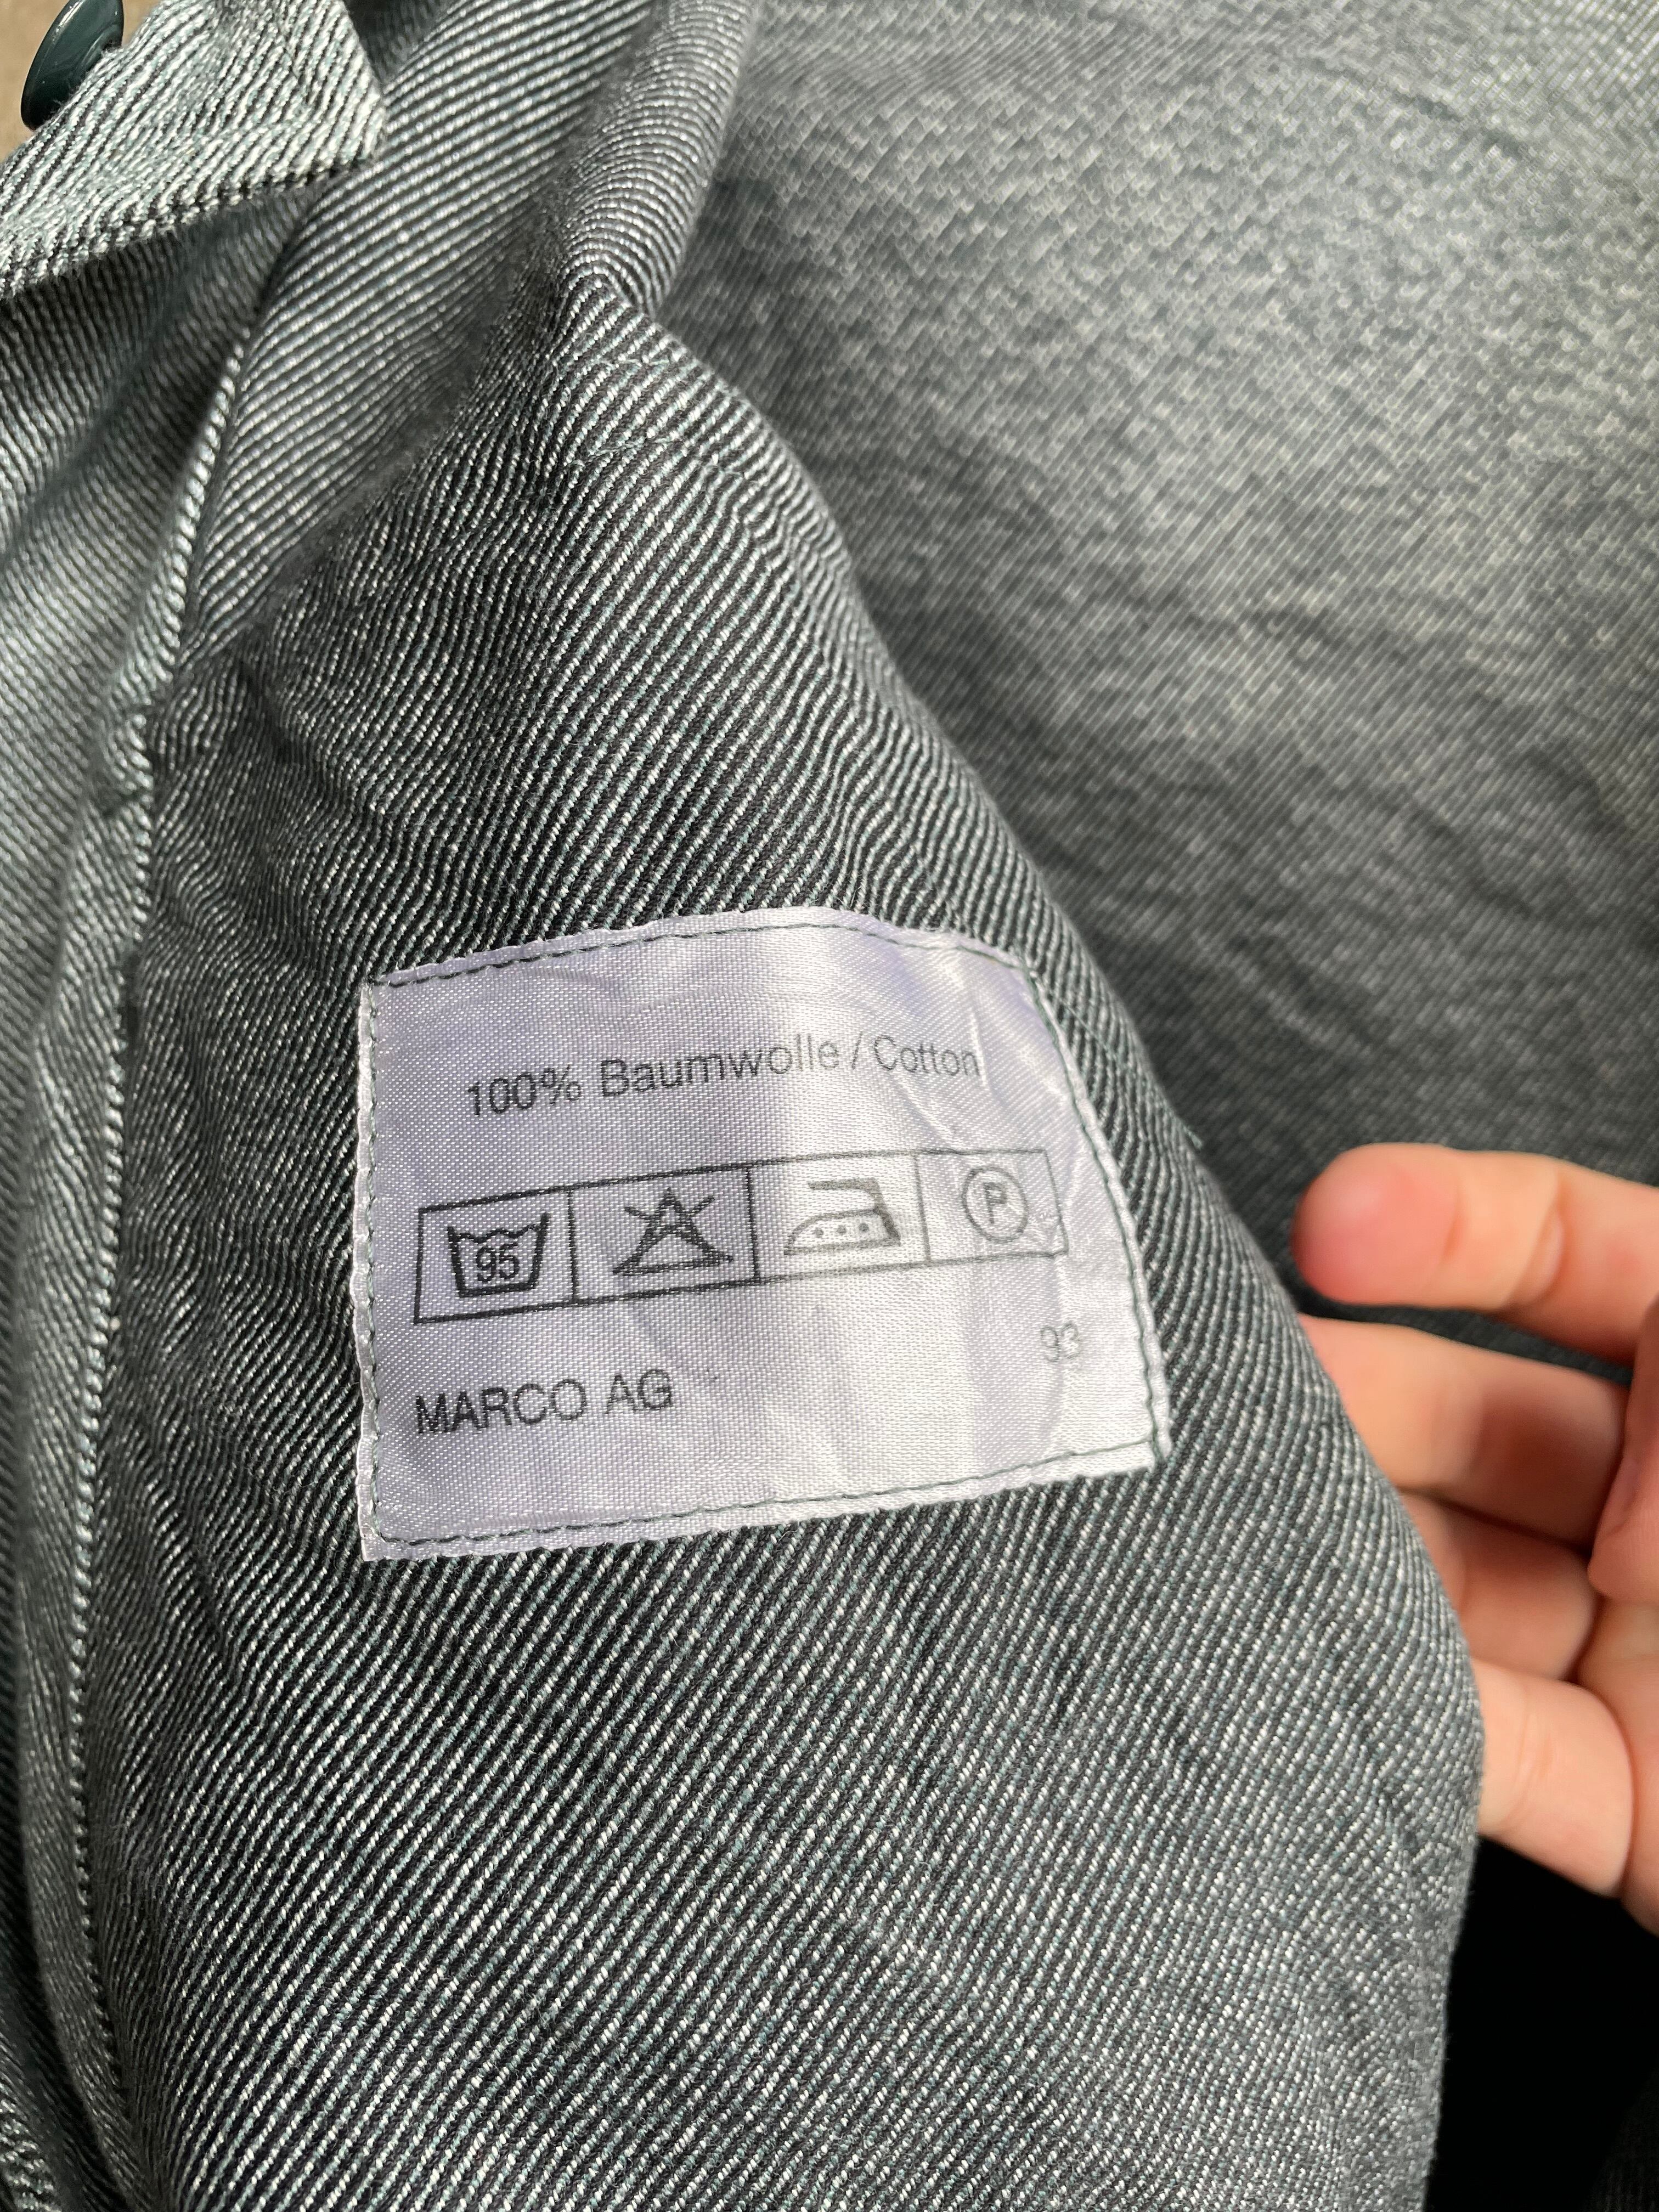 100% Baumwolle / Cotton
95 P
93
MARCO AG